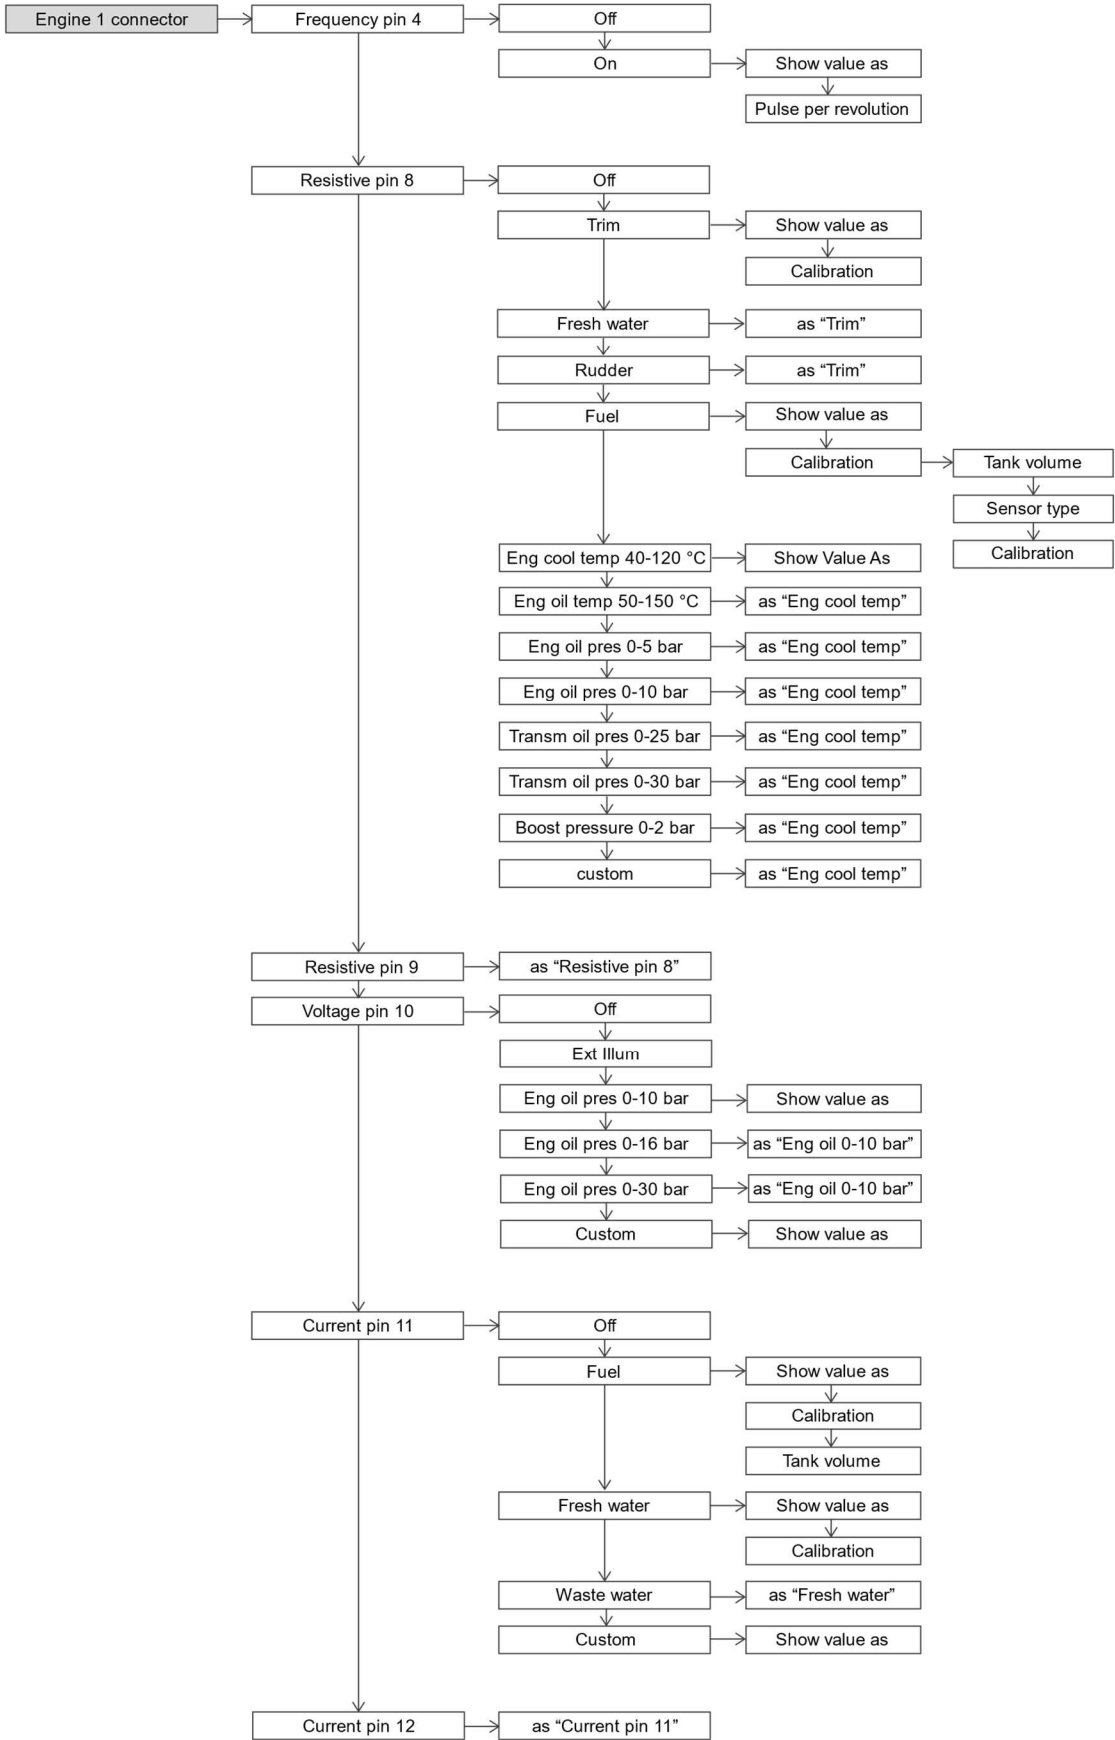 Engine 1 connector
Frequency pin 4
Off
On
Show value as
Pulse per revolution
Resistive pin 8
Off
Trim
Show value as
Calibration
Fresh water
as “Trim”
Rudder
as “Trim”
Fuel
Show value as
Calibration
Tank volume
Sensor type
Calibration
Eng cool temp 40-120 °C
Show Value As
Eng oil temp 50-150 °C
as “Eng cool temp”
Eng oil pres 0-5 bar
as “Eng cool temp”
Eng oil pres 0-10 bar
as “Eng cool temp”
Transm oil pres 0-25 bar
as “Eng cool temp”
Transm oil pres 0-30 bar
as “Eng cool temp”
Boost pressure 0-2 bar
as “Eng cool temp”
custom
as “Eng cool temp”
Resistive pin 9
as “Resistive pin 8”
Voltage pin 10
Off
Ext Illum
Eng oil pres 0-10 bar
Show value as
Eng oil pres 0-16 bar
as “Eng oil 0-10 bar”
Eng oil pres 0-30 bar
as “Eng oil 0-10 bar”
Custom
Show value as
Current pin 11
Off
Fuel
Show value as
Calibration
Tank volume
Fresh water
Show value as
Calibration
Waste water
as “Fresh water”
Custom
Show value as
Current pin 12
as “Current pin 11”